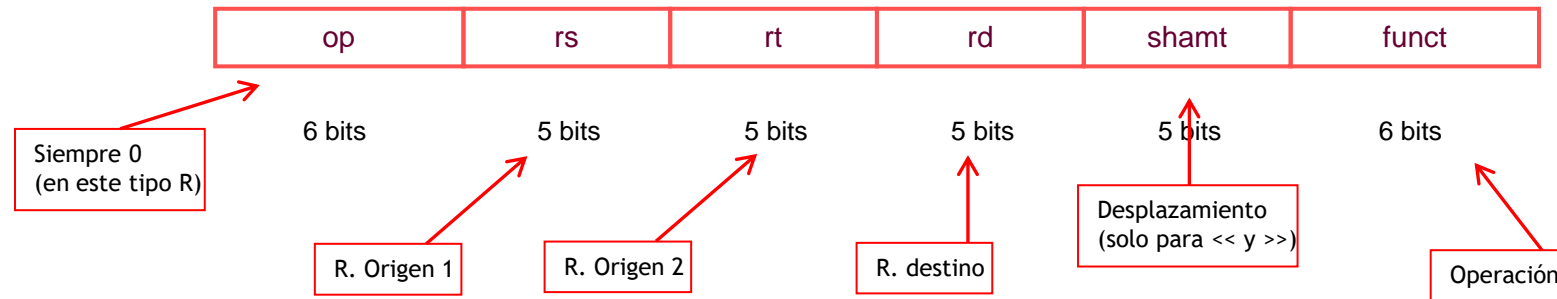 op rs rt rd shamt funct
6 bits 5 bits 5 bits 5 bits 5 bits 6 bits
Siempre 0
(en este tipo R)
R. Origen 1
R. Origen 2
R. destino
Desplazamiento
(solo para << y >>)
Operación